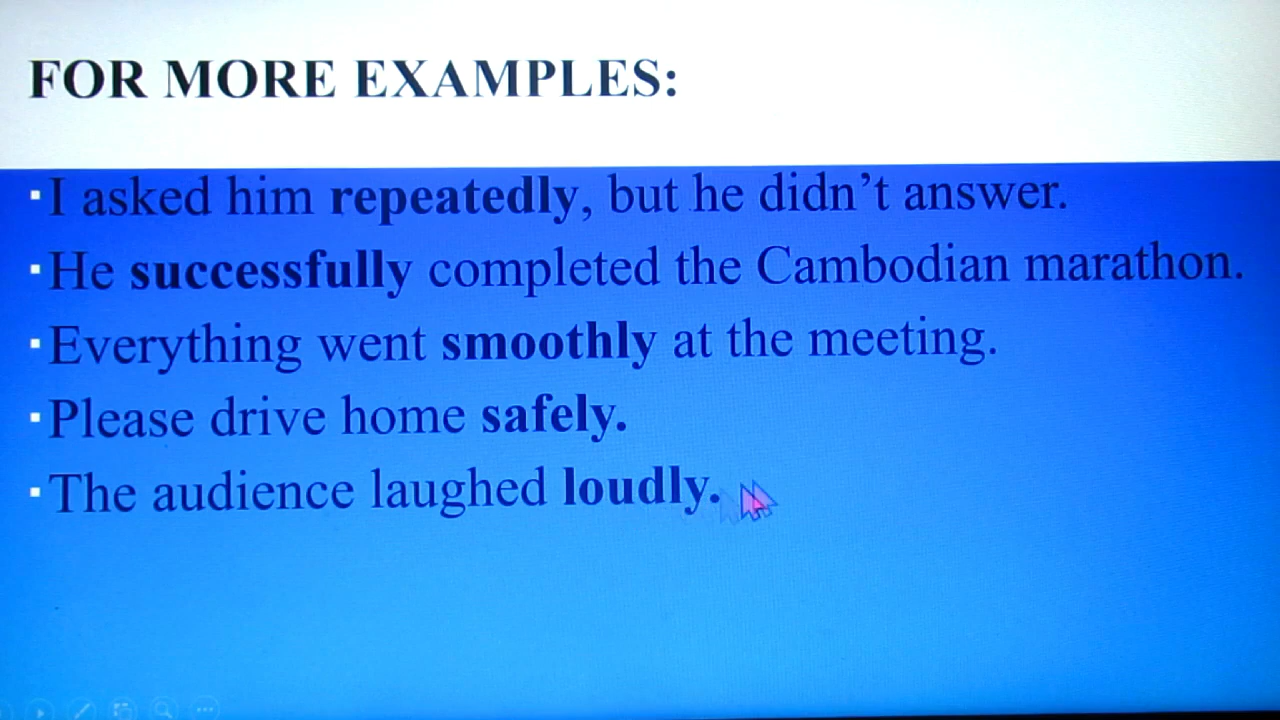 FOR MORE EXAMPLES:
▪I asked him repeatedly, but he didn’t answer.
▪He successfully completed the Cambodian marathon.
▪Everything went smoothly at the meeting.
▪Please drive home safely.
▪The audience laughed loudly.